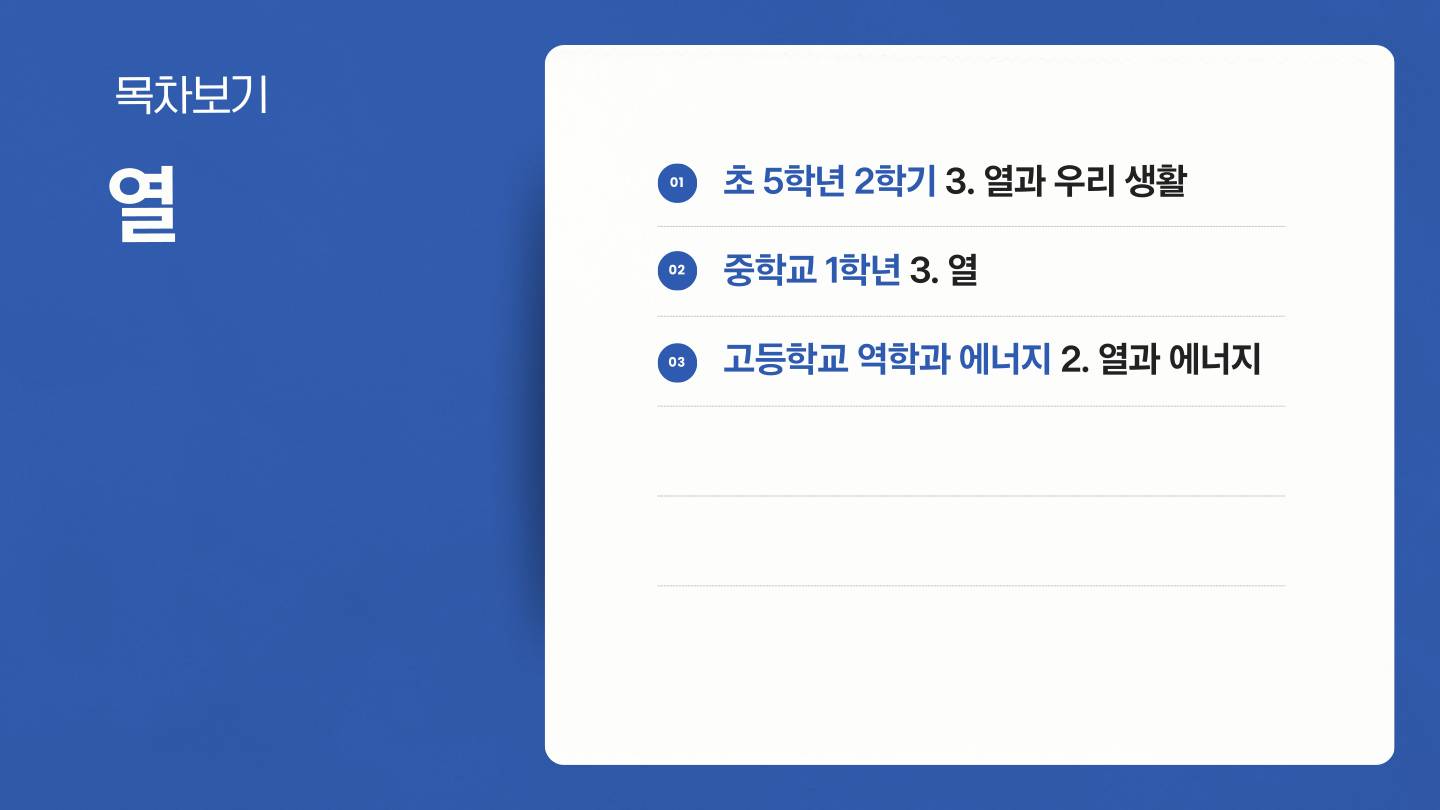 목차보기
열
01 초 5학년 2학기 3. 열과 우리 생활
02 중학교 1학년 3. 열
03 고등학교 역학과 에너지 2. 열과 에너지